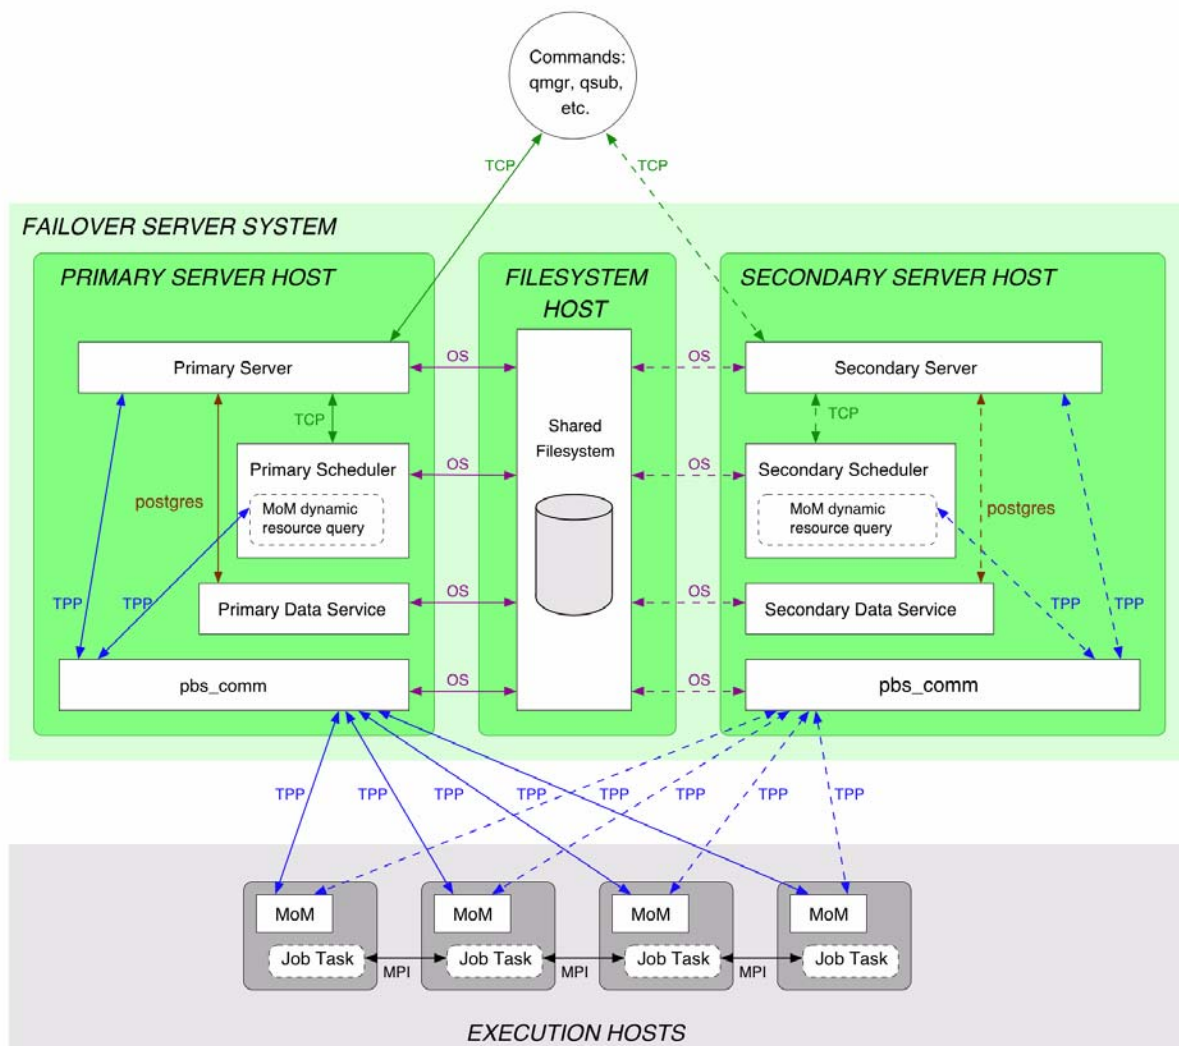 Commands:
qmgr, qsub,
etc.
TCP
TCP
FAILOVER SERVER SYSTEM
PRIMARY SERVER HOST
FILESYSTEM
HOST
SECONDARY SERVER HOST
Primary Server
OS
OS
Secondary Server
TCP
TCP
Shared
Filesystem
Primary Scheduler
OS
OS
Secondary Scheduler
MoM dynamic
resource query
MoM dynamic
resource query
postgres
postgres
TPP
TPP
Primary Data Service
OS
OS
Secondary Data Service
TPP
TPP
pbs_comm
OS
OS
pbs_comm
TPP
TPP
TPP
TPP
TPP
TPP
TPP
MoM
MoM
MoM
MoM
Job Task
Job Task
Job Task
Job Task
MPI
MPI
MPI
EXECUTION HOSTS